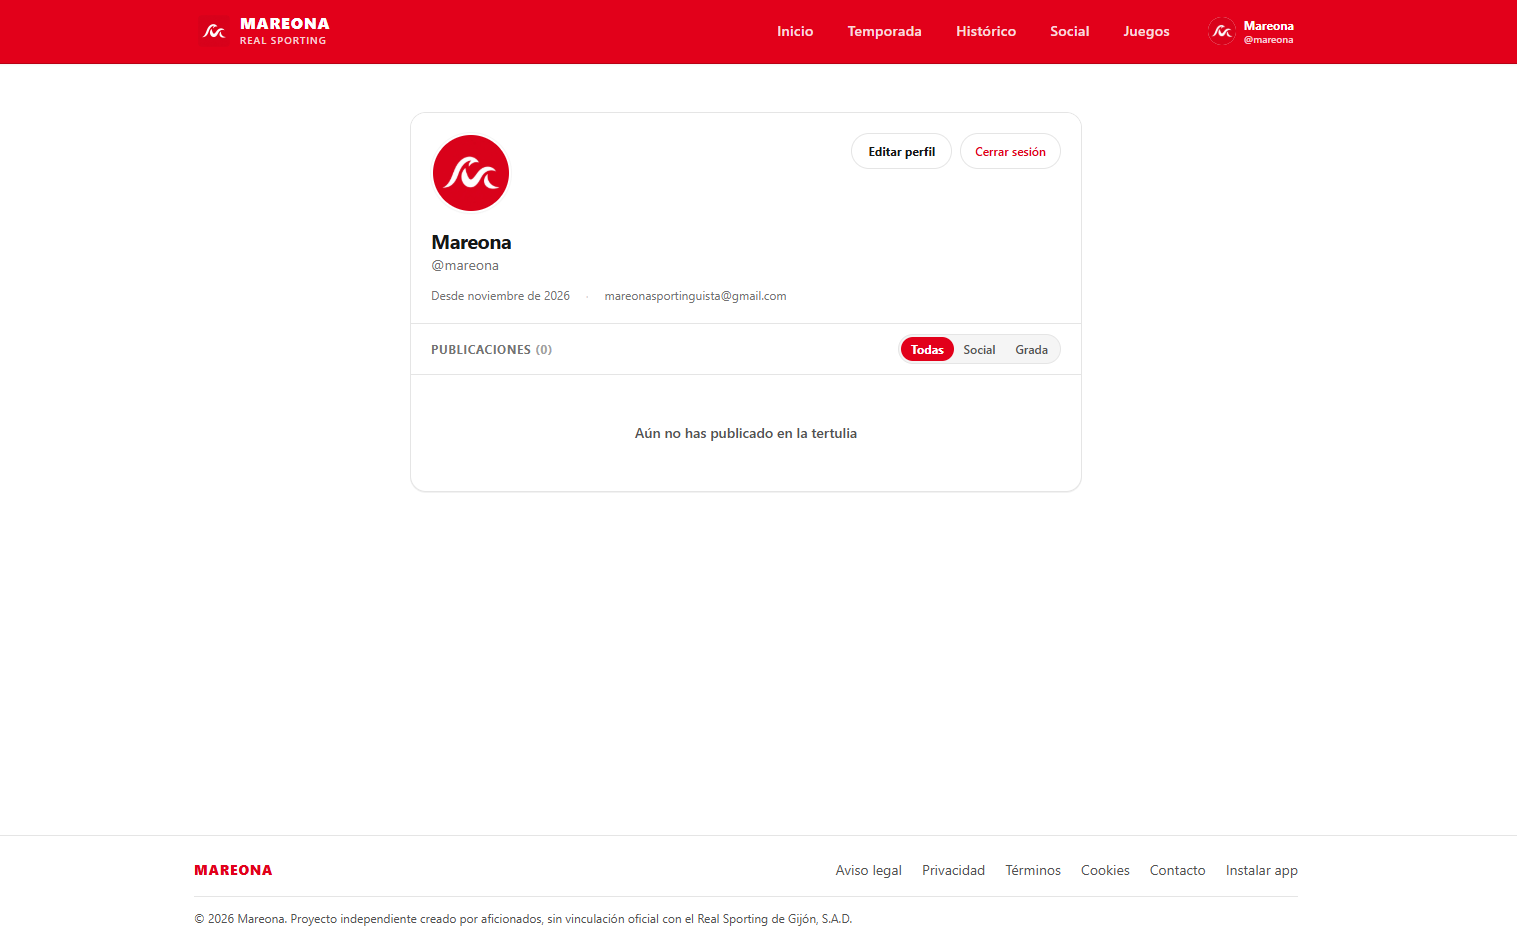 MAREONA
REAL SPORTING
Inicio Temporada Histórico Social Juegos
Mareona
@mareona
Editar perfil Cerrar sesión
Mareona
@mareona
Desde noviembre de 2026 · mareonasportinguista@gmail.com
PUBLICACIONES (0) Todas Social Grada
Aún no has publicado en la tertulia
MAREONA Aviso legal Privacidad Términos Cookies Contacto Instalar app
© 2026 Mareona. Proyecto independiente creado por aficionados, sin vinculación oficial con el Real Sporting de Gijón, S.A.D.